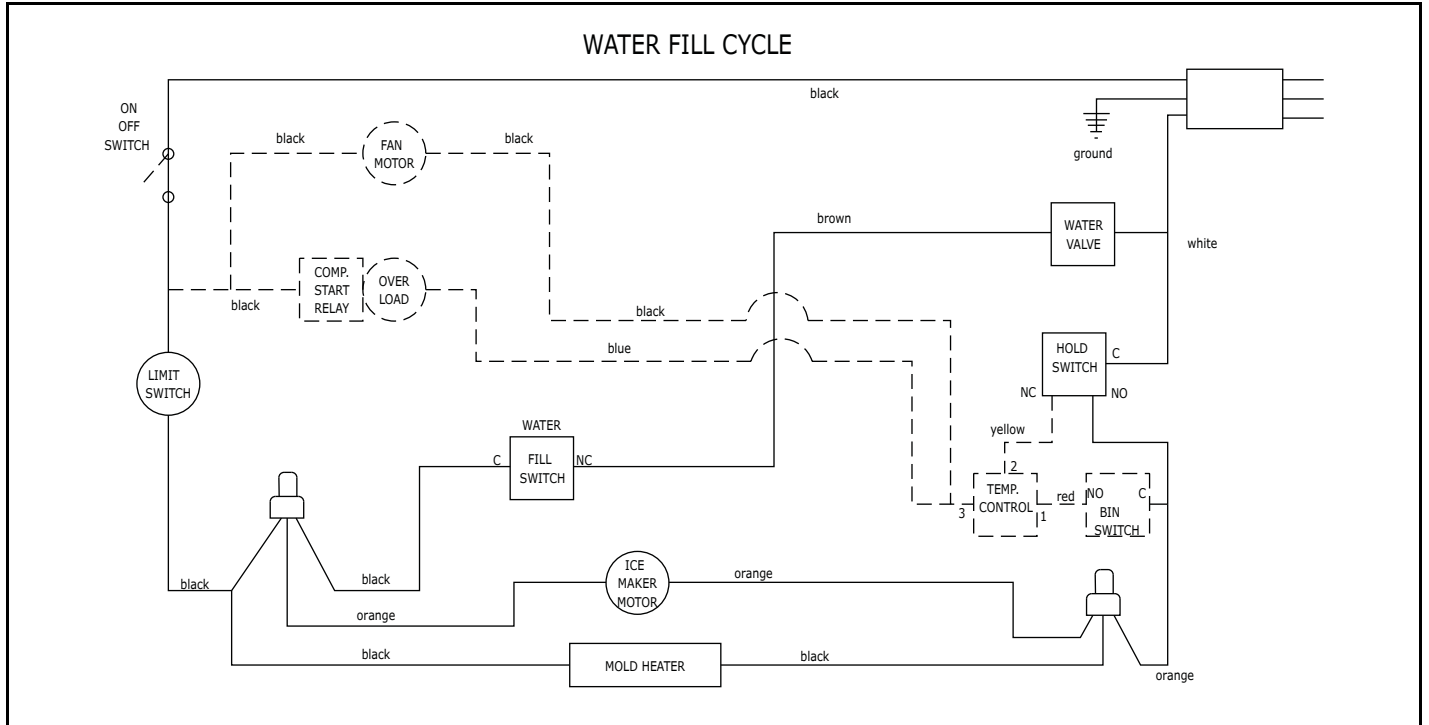 WATER FILL CYCLE
black
ON
OFF
SWITCH
ground
black
FAN
MOTOR
black
brown
WATER
VALVE
white
COMP.
START
RELAY
OVER
LOAD
black
black
blue
HOLD
SWITCH
C
NC
NO
LIMIT
SWITCH
yellow
WATER
C
FILL
SWITCH
NC
2
TEMP.
CONTROL
3
1
red
NO
C
BIN
SWITCH
black
black
orange
ICE
MAKER
MOTOR
orange
black
MOLD HEATER
black
orange